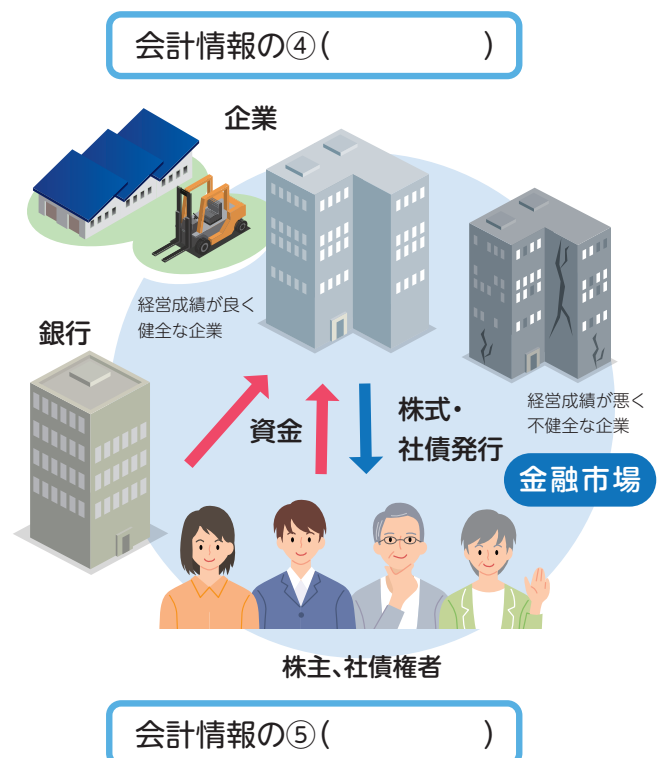 会計情報の④(　　　　　)
企業
経営成績が良く
健全な企業
銀行
経営成績が悪く
不健全な企業
資金
株式・
社債発行
金融市場
株主、社債権者
会計情報の⑤(　　　　　)